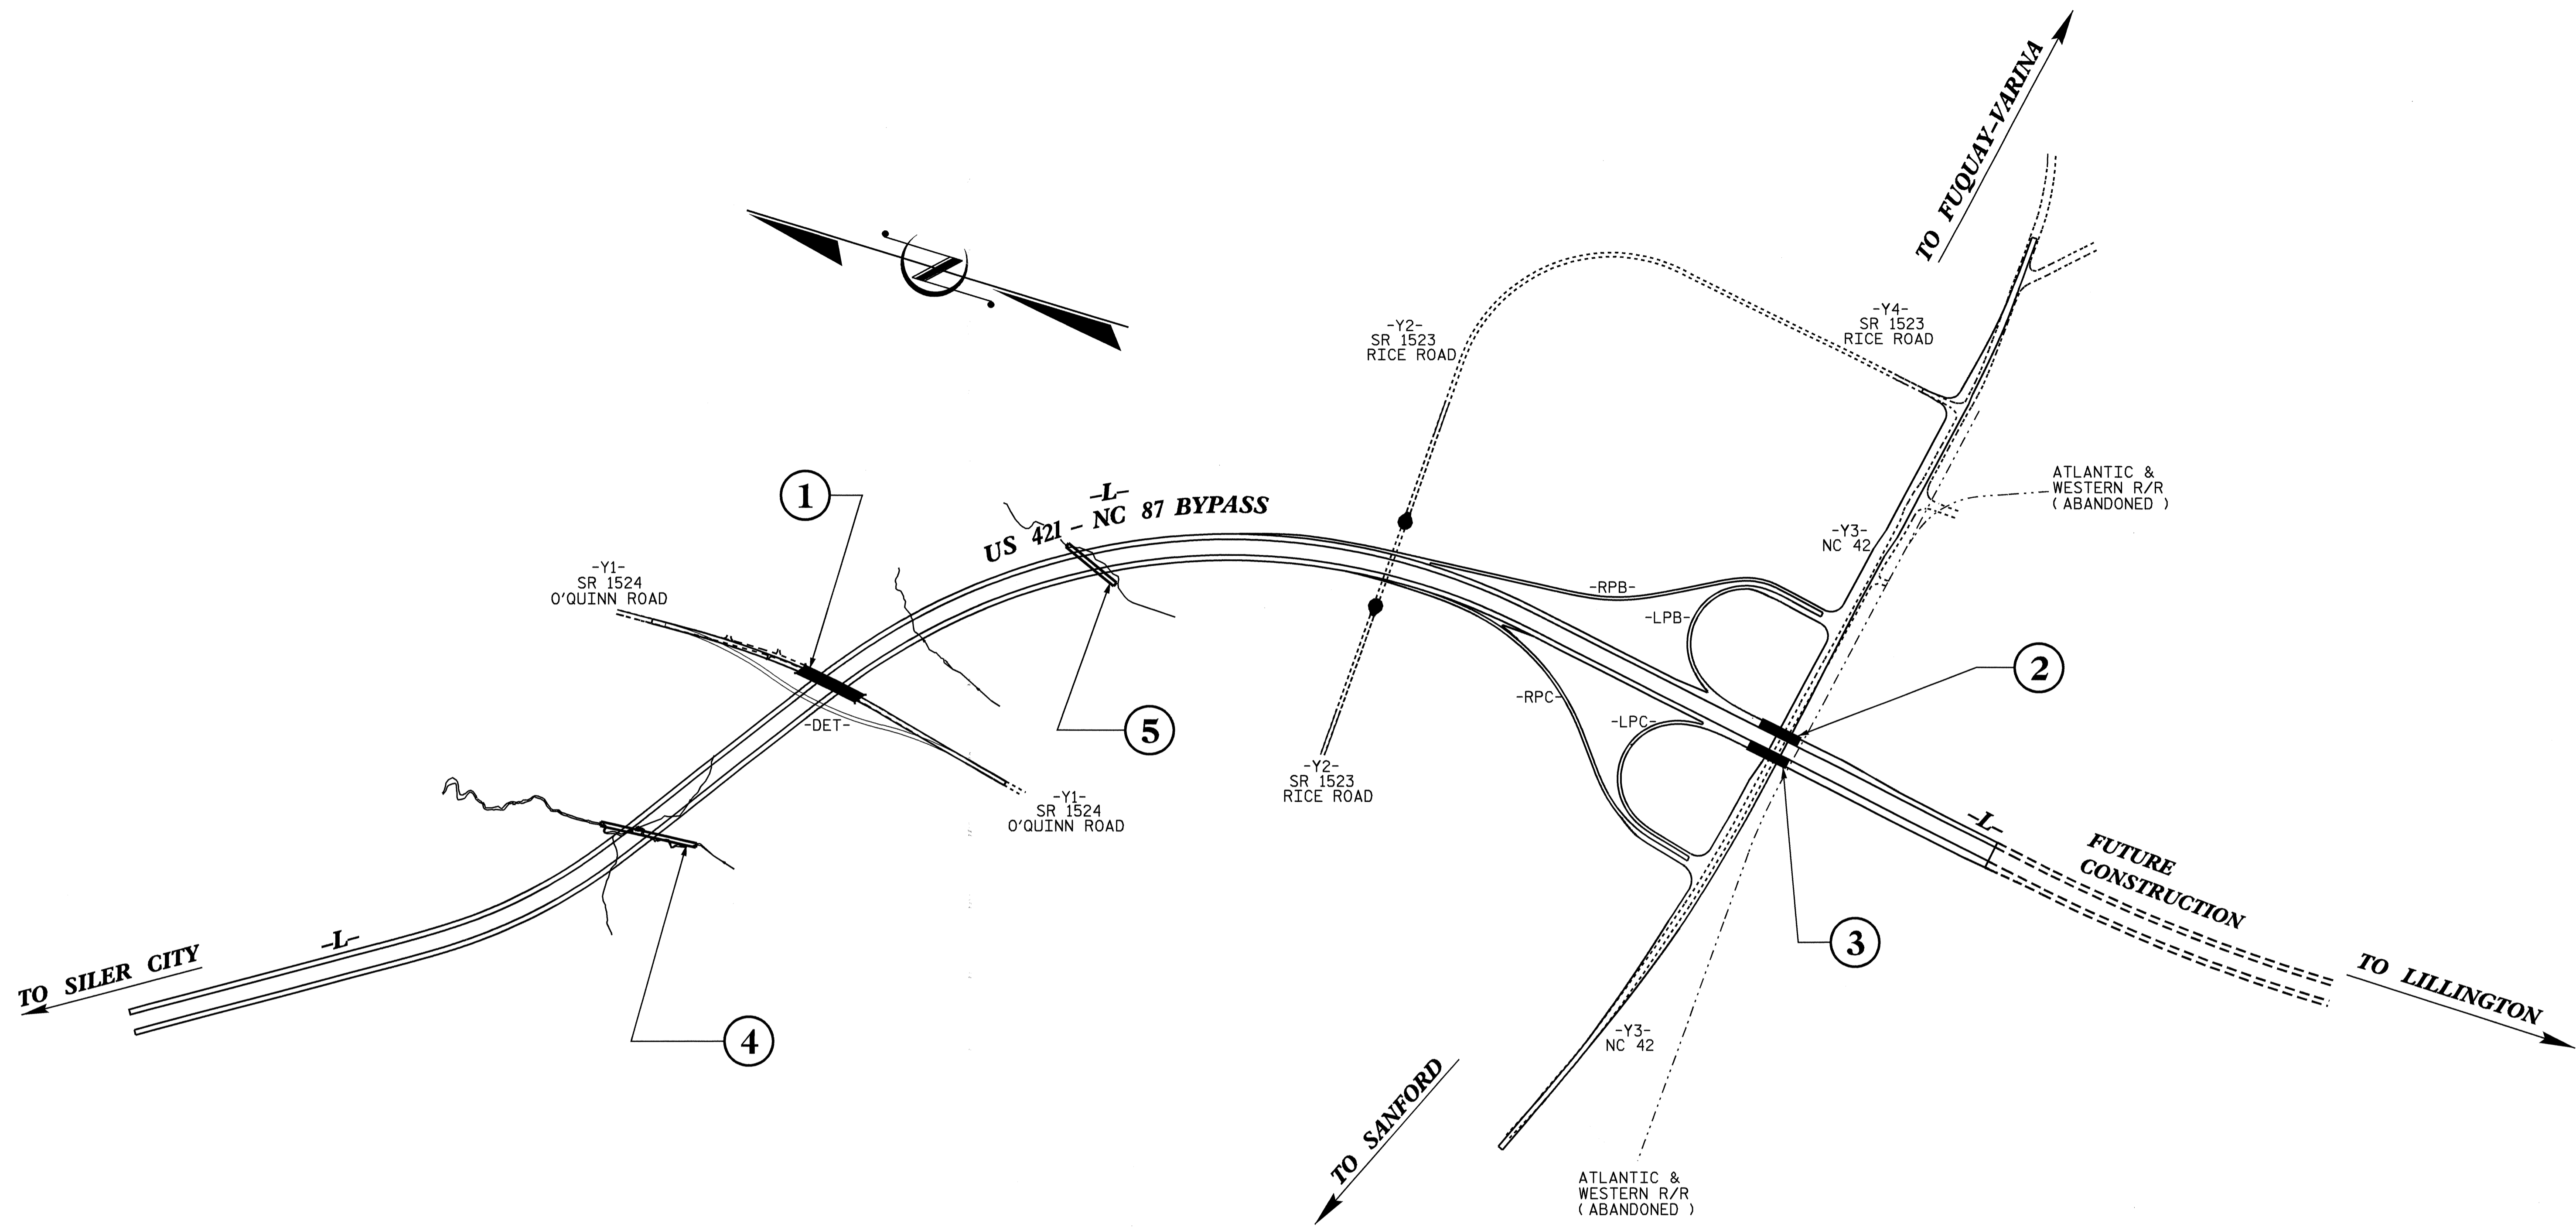 TO FUQUAY-VARINA
-Y4-
SR 1523
RICE ROAD
-Y2-
SR 1523
RICE ROAD
ATLANTIC &
WESTERN R/R
( ABANDONED )
1
-L-
US 421 - NC 87 BYPASS
-Y3-
NC 42
-Y1-
SR 1524
O'QUINN ROAD
-RPB-
-LPB-
2
-RPC-
-LPC-
-DET-
5
-Y2-
SR 1523
RICE ROAD
-Y1-
SR 1524
O'QUINN ROAD
-L-
FUTURE
CONSTRUCTION
3
-L-
TO SILER CITY
TO LILLINGTON
4
-Y3-
NC 42
TO SANFORD
ATLANTIC &
WESTERN R/R
( ABANDONED )